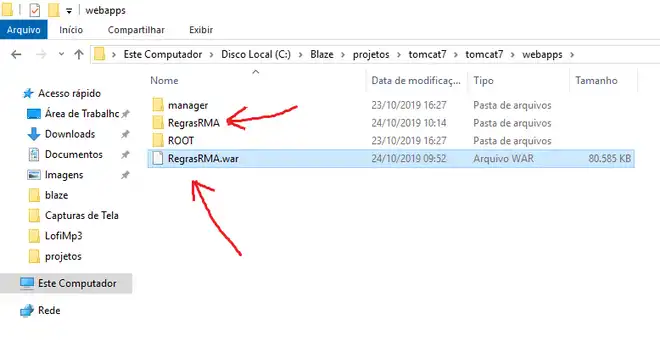 webapps
Arquivo Início Compartilhar Exibir
Este Computador Disco Local (C:) Blaze projetos tomcat7 tomcat7 webapps
Nome Data de modificaç... Tipo Tamanho
Acesso rápido
Área de Trabalhc
Downloads
Documentos
Imagens
blaze
Capturas de Tela
LofiMp3
projetos
Este Computador
Rede
manager 23/10/2019 16:27 Pasta de arquivos
RegrasRMA 24/10/2019 10:14 Pasta de arquivos
ROOT 23/10/2019 16:27 Pasta de arquivos
RegrasRMA.war 24/10/2019 09:52 Arquivo WAR 80.585 KB